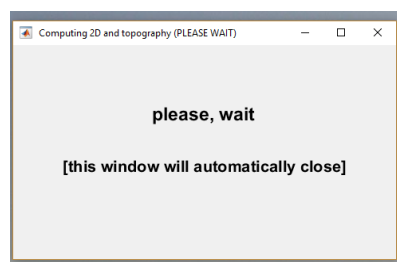 Computing 2D and topography (PLEASE WAIT)
please, wait
[this window will automatically close]